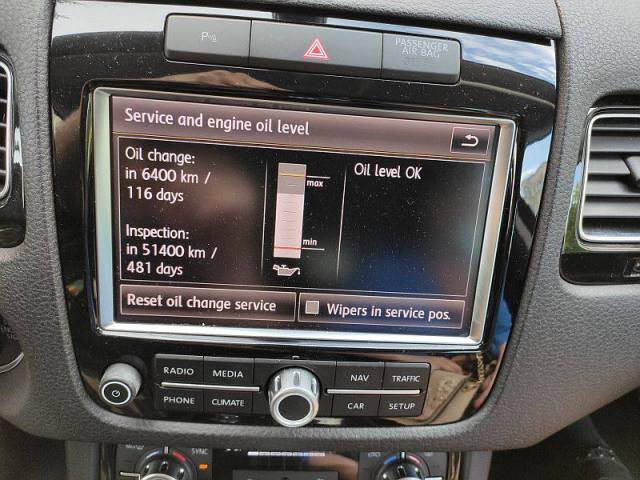 P
PASSENGER
AIR BAG
Service and engine oil level
Oil change:
in 6400 km /
116 days
Inspection:
in 51400 km /
481 days
max
min
Oil level OK
Reset oil change service
Wipers in service pos.
RADIO
MEDIA
NAV
TRAFFIC
PHONE
CLIMATE
CAR
SETUP
SYNC